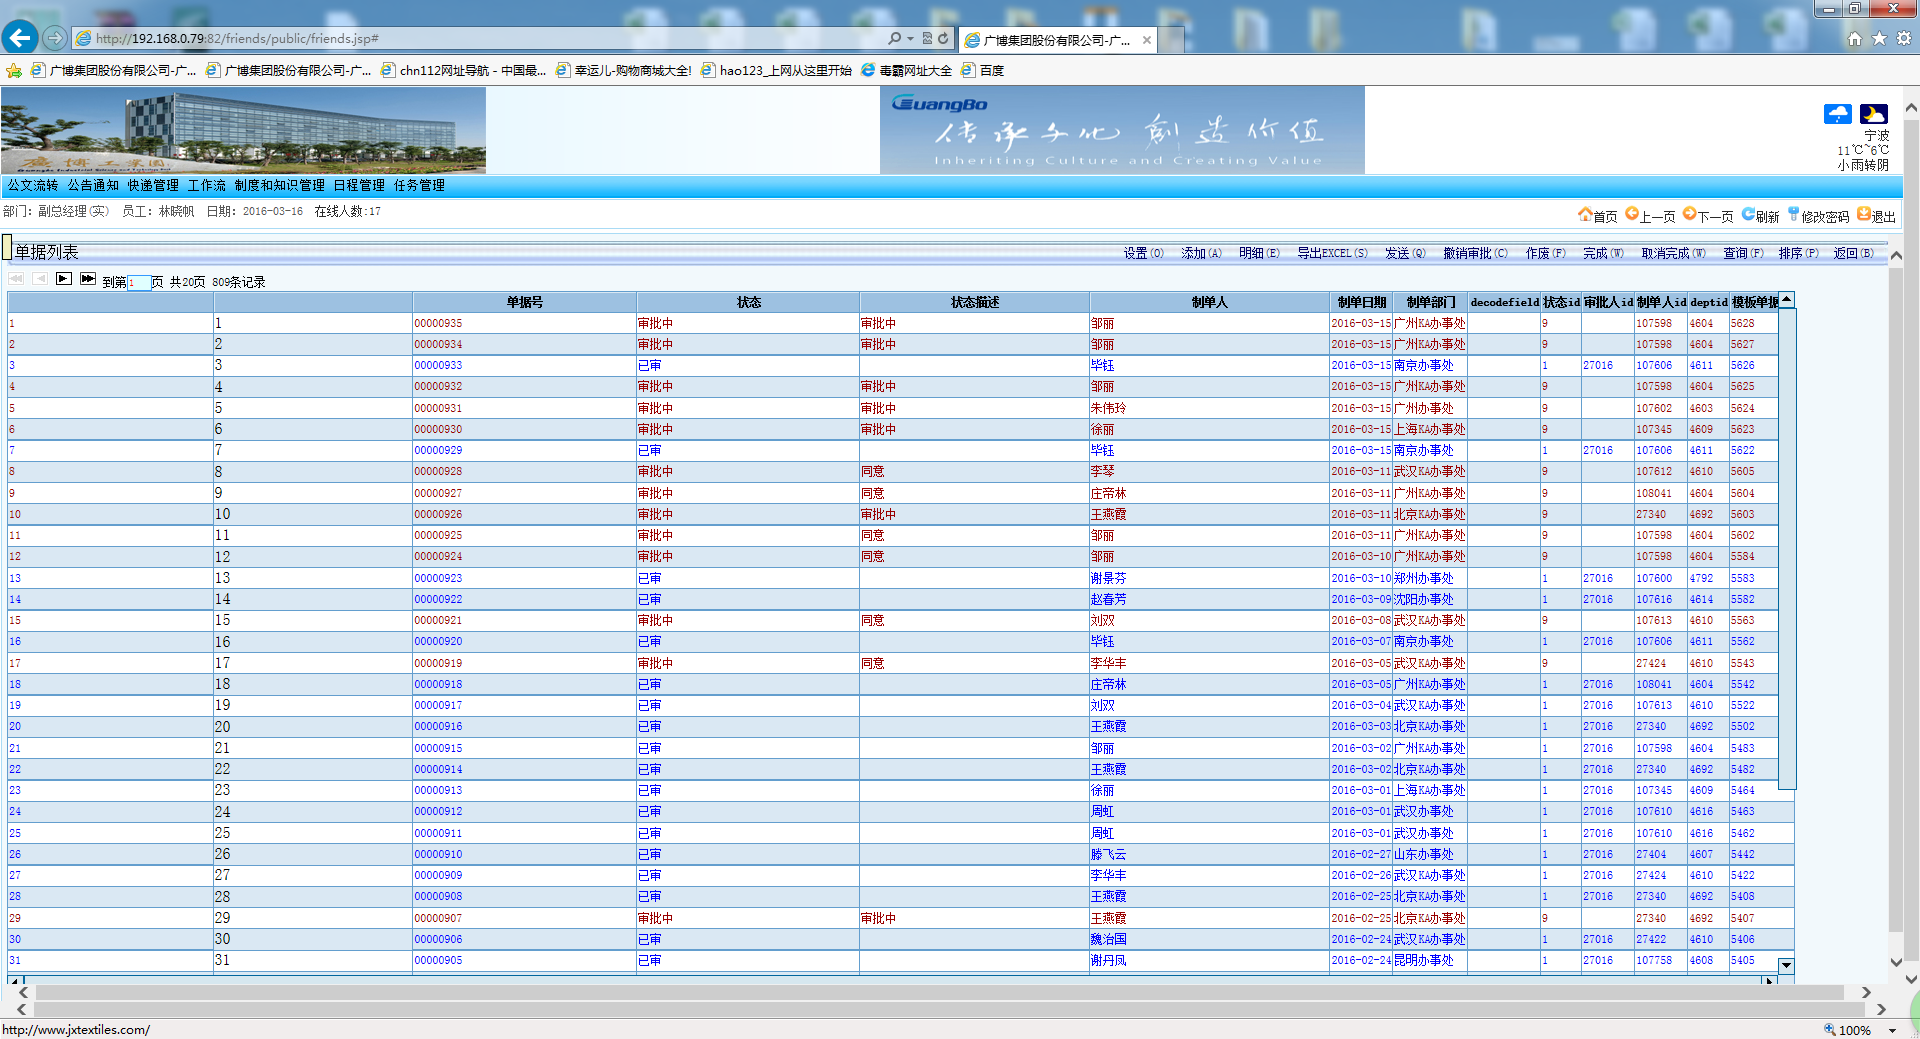 http://192.168.0.79:82/friends/public/friends.jsp#
广博集团股份有限公司-广...
广博集团股份有限公司-广... 广博集团股份有限公司-广... chn112网址导航 - 中国最... 幸运儿-购物商城大全! hao123_上网从这里开始 毒霸网址大全 百度
GuangBo
传承文化 創造价值
Inheriting Culture and Creating Value
宁波
11℃~6℃
小雨转阴
公文流转 公告通知 快递管理 工作流 制度和知识管理 日程管理 任务管理
部门: 副总经理(实) 员工: 林晓帆 日期: 2016-03-16 在线人数:17
首页 上一页 下一页 刷新 修改密码 退出
单据列表
设置(O) 添加(A) 明细(E) 导出EXCEL(S) 发送(Q) 撤销审批(C) 作废(F) 完成(W) 取消完成(W) 查询(F) 排序(P) 返回(B)
到第1页 共20页 809条记录
单据号 状态 状态描述 制单人 制单日期 制单部门 decodefield 状态id 审批人id 制单人id deptid 模板单据
1 1 00000935 审批中 审批中 邹丽 2016-03-15 广州KA办事处 9 107598 4604 5628
2 2 00000934 审批中 审批中 邹丽 2016-03-15 广州KA办事处 9 107598 4604 5627
3 3 00000933 已审 毕钰 2016-03-15 南京办事处 1 27016 107606 4611 5626
4 4 00000932 审批中 审批中 邹丽 2016-03-15 广州KA办事处 9 107598 4604 5625
5 5 00000931 审批中 审批中 朱伟玲 2016-03-15 广州办事处 9 107602 4603 5624
6 6 00000930 审批中 审批中 徐丽 2016-03-15 上海KA办事处 9 107345 4609 5623
7 7 00000929 已审 毕钰 2016-03-15 南京办事处 1 27016 107606 4611 5622
8 8 00000928 审批中 同意 李琴 2016-03-11 武汉KA办事处 9 107612 4610 5605
9 9 00000927 审批中 同意 庄帝林 2016-03-11 广州KA办事处 9 108041 4604 5604
10 10 00000926 审批中 审批中 王燕霞 2016-03-11 北京KA办事处 9 27340 4692 5603
11 11 00000925 审批中 同意 邹丽 2016-03-11 广州KA办事处 9 107598 4604 5602
12 12 00000924 审批中 同意 邹丽 2016-03-10 广州KA办事处 9 107598 4604 5584
13 13 00000923 已审 谢景芬 2016-03-10 郑州办事处 1 27016 107600 4792 5583
14 14 00000922 已审 赵春芳 2016-03-09 沈阳办事处 1 27016 107616 4614 5582
15 15 00000921 审批中 同意 刘双 2016-03-08 武汉KA办事处 9 107613 4610 5563
16 16 00000920 已审 毕钰 2016-03-07 南京办事处 1 27016 107606 4611 5562
17 17 00000919 审批中 同意 李华丰 2016-03-05 武汉KA办事处 9 27424 4610 5543
18 18 00000918 已审 庄帝林 2016-03-05 广州KA办事处 1 27016 108041 4604 5542
19 19 00000917 已审 刘双 2016-03-04 武汉KA办事处 1 27016 107613 4610 5522
20 20 00000916 已审 王燕霞 2016-03-03 北京KA办事处 1 27016 27340 4692 5502
21 21 00000915 已审 邹丽 2016-03-02 广州KA办事处 1 27016 107598 4604 5483
22 22 00000914 已审 王燕霞 2016-03-02 北京KA办事处 1 27016 27340 4692 5482
23 23 00000913 已审 徐丽 2016-03-01 上海KA办事处 1 27016 107345 4609 5464
24 24 00000912 已审 周虹 2016-03-01 武汉办事处 1 27016 107610 4616 5463
25 25 00000911 已审 周虹 2016-03-01 武汉办事处 1 27016 107610 4616 5462
26 26 00000910 已审 滕飞云 2016-02-27 山东办事处 1 27016 27404 4607 5442
27 27 00000909 已审 李华丰 2016-02-26 武汉KA办事处 1 27016 27424 4610 5422
28 28 00000908 已审 王燕霞 2016-02-25 北京KA办事处 1 27016 27340 4692 5408
29 29 00000907 审批中 审批中 王燕霞 2016-02-25 北京KA办事处 9 27340 4692 5407
30 30 00000906 已审 魏治国 2016-02-24 武汉KA办事处 1 27016 27422 4610 5406
31 31 00000905 已审 谢丹凤 2016-02-24 昆明办事处 1 27016 107758 4608 5405
http://www.jxtextiles.com/
100%